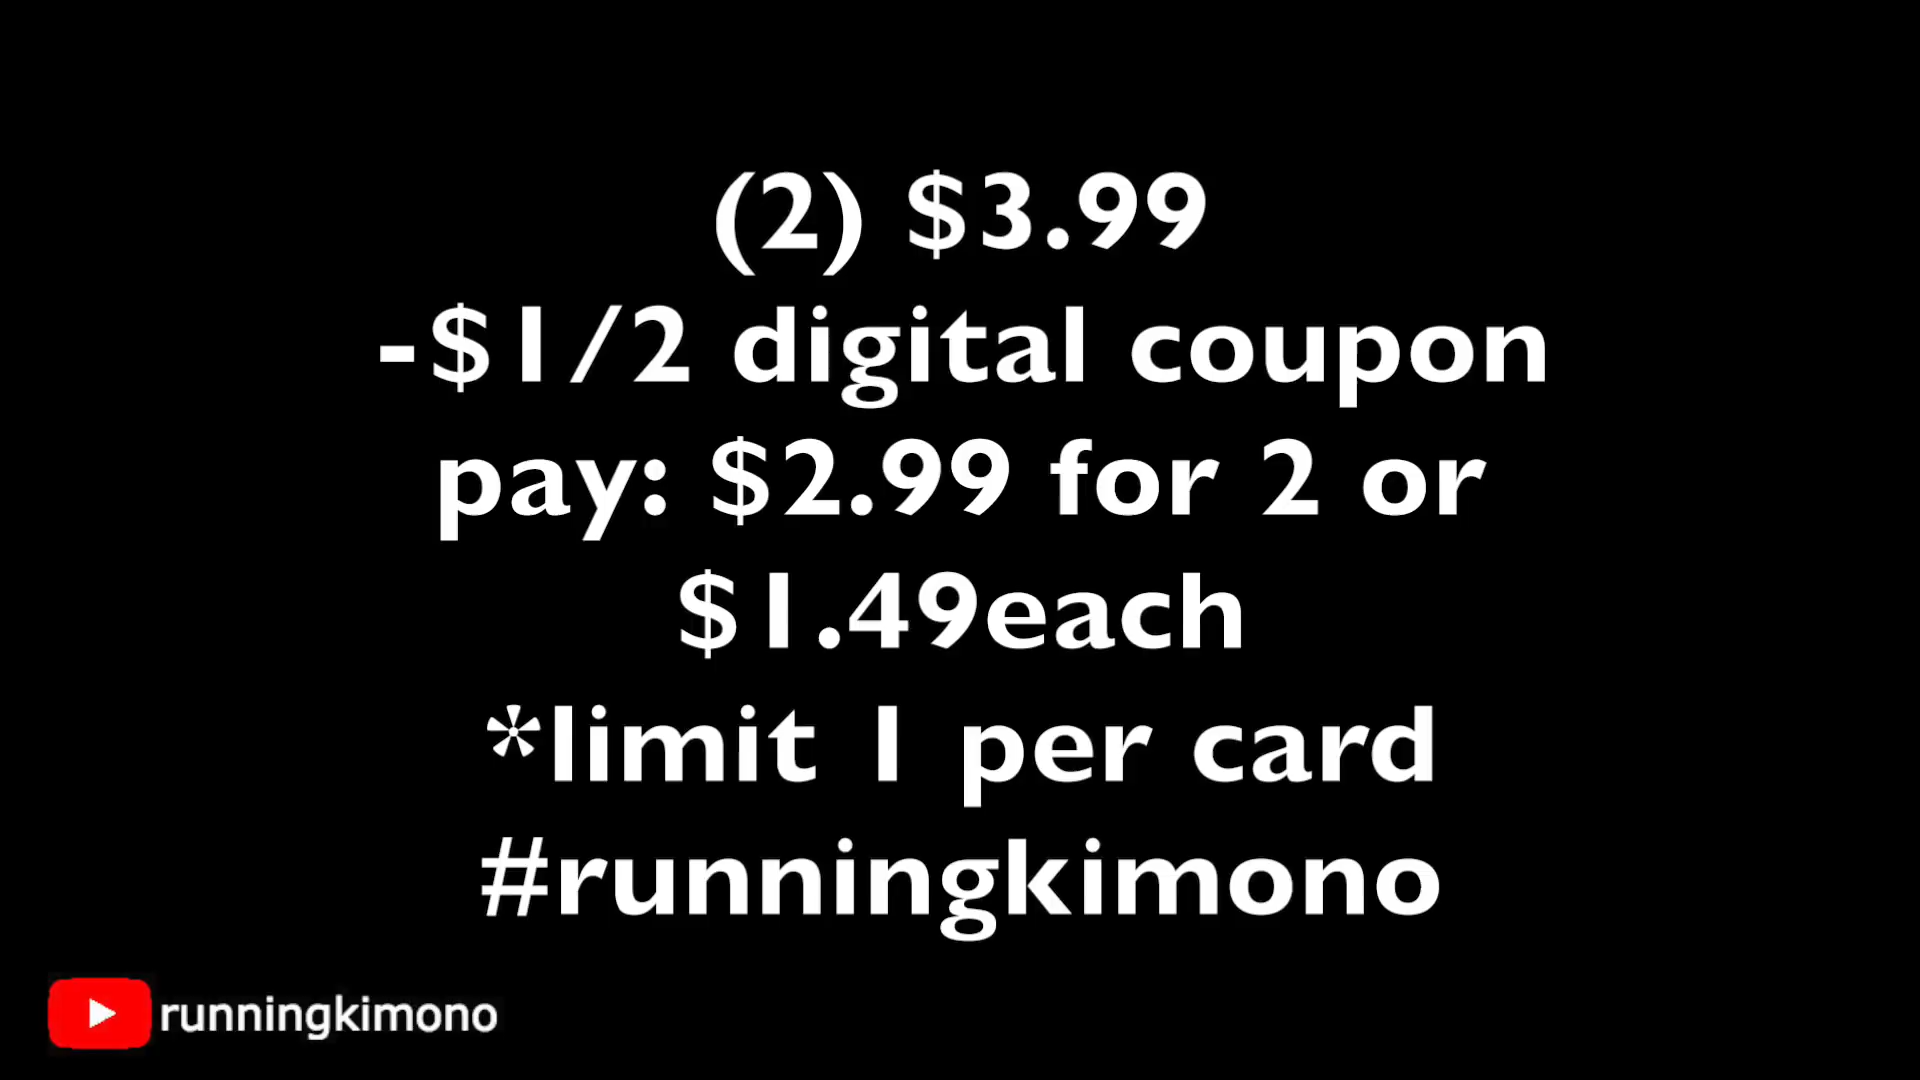 (2) $3.99
-$1/2 digital coupon
pay: $2.99 for 2 or
$1.49each
*limit 1 per card
#runningkimono
runningkimono